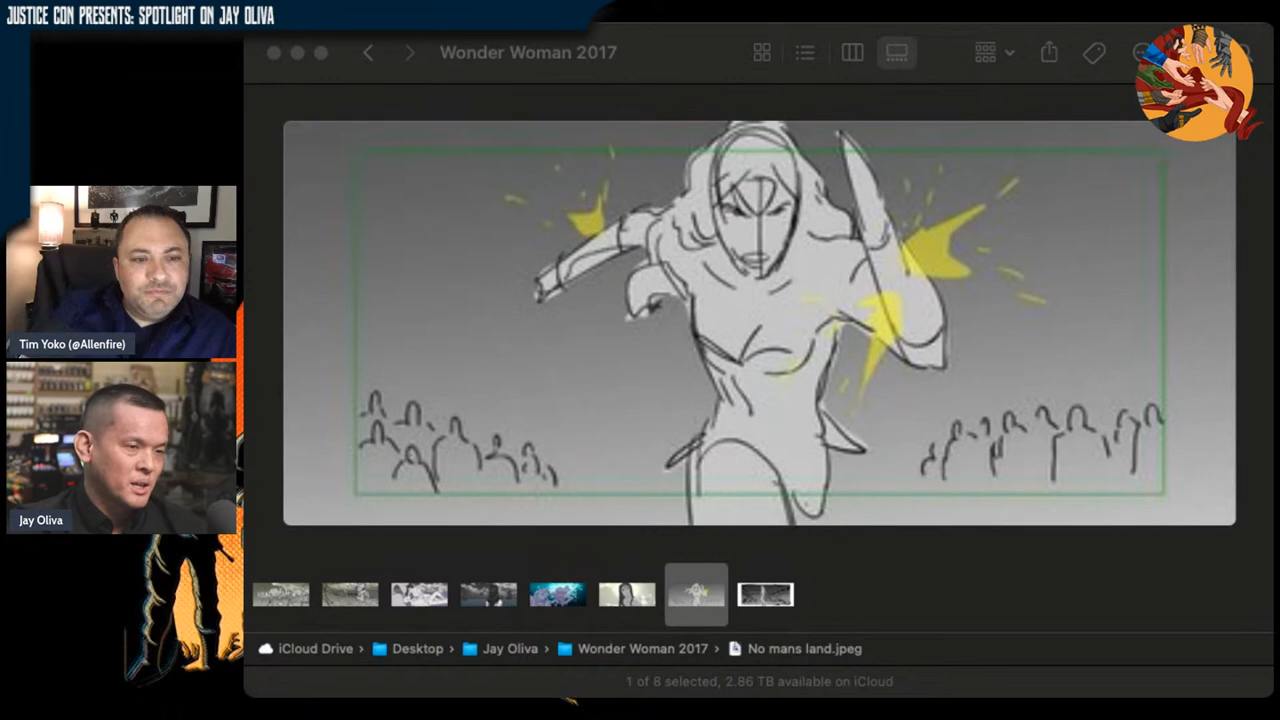 JUSTICE CON PRESENTS: SPOTLIGHT ON JAY OLIVA
Wonder Woman 2017
Tim Yoko (@Allenfire)
Jay Oliva
iCloud Drive › Desktop › Jay Oliva › Wonder Woman 2017 › No mans land.jpeg
1 of 8 selected, 2.86 TB available on iCloud